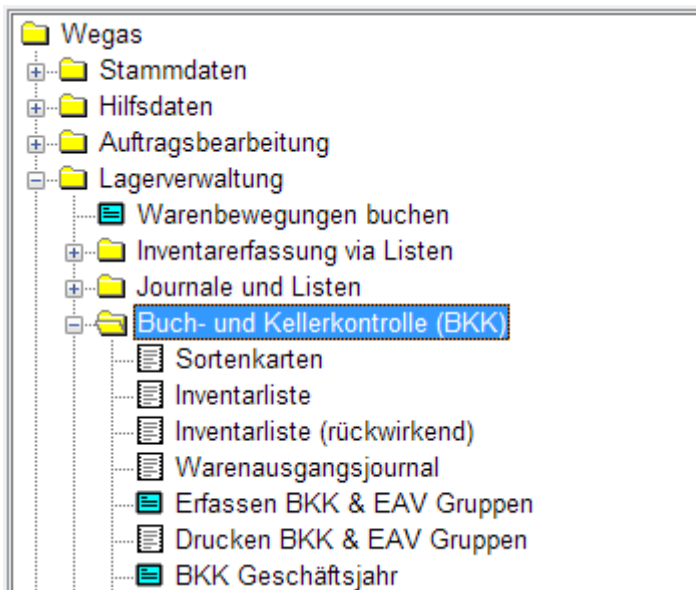 Wegas
Stammdaten
Hilfsdaten
Auftragsbearbeitung
Lagerverwaltung
Warenbewegungen buchen
Inventarerfassung via Listen
Journale und Listen
Buch- und Kellerkontrolle (BKK)
Sortenkarten
Inventarliste
Inventarliste (rückwirkend)
Warenausgangsjournal
Erfassen BKK & EAV Gruppen
Drucken BKK & EAV Gruppen
BKK Geschäftsjahr